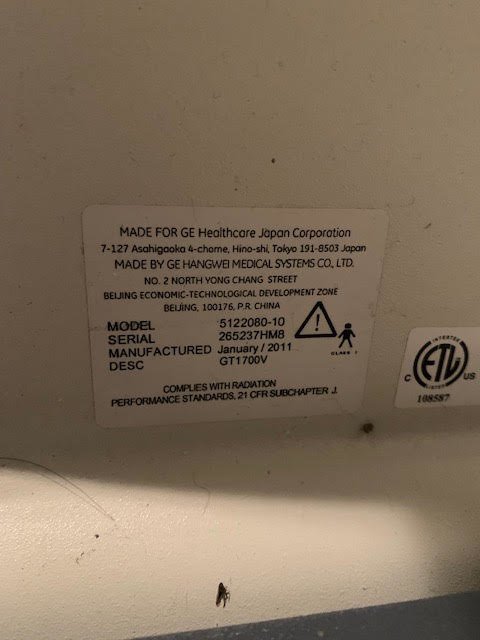 MADE FOR GE Healthcare Japan Corporation
7-127 Asahigaoka 4-chome, Hino-shi, Tokyo 191-8503 Japan
MADE BY GE HANGWEI MEDICAL SYSTEMS CO., LTD.
NO. 2 NORTH YONG CHANG STREET
BEIJING ECONOMIC-TECHNOLOGICAL DEVELOPMENT ZONE
BEIJING, 100176, P.R. CHINA
MODEL 5122080-10
SERIAL 265237HM8
MANUFACTURED January / 2011
DESC GT1700V
CLASS I
COMPLIES WITH RADIATION
PERFORMANCE STANDARDS, 21 CFR SUBCHAPTER J.
INTERTEK
ETL
LISTED
C US
108587